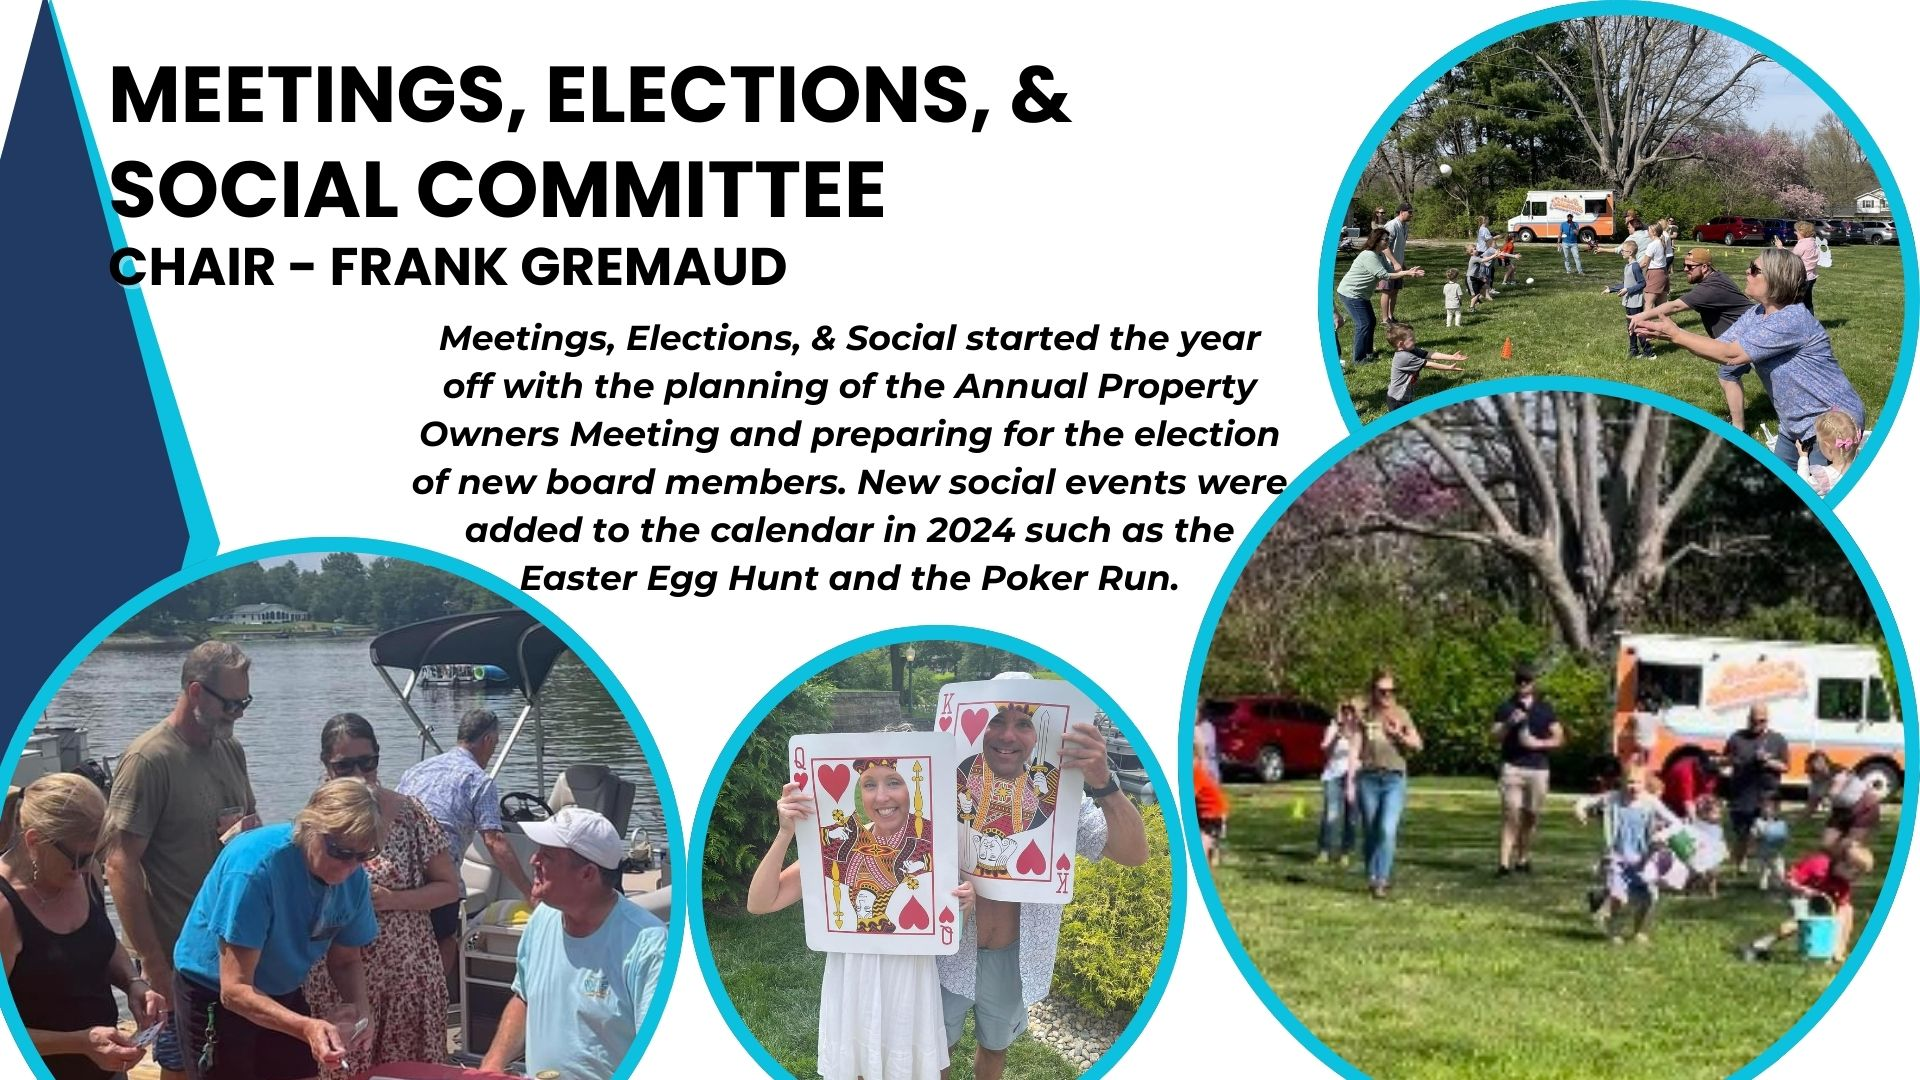 MEETINGS, ELECTIONS, &
SOCIAL COMMITTEE
CHAIR - FRANK GREMAUD
Meetings, Elections, & Social started the year
off with the planning of the Annual Property
Owners Meeting and preparing for the election
of new board members. New social events were
added to the calendar in 2024 such as the
Easter Egg Hunt and the Poker Run.
K
Q
K
Q